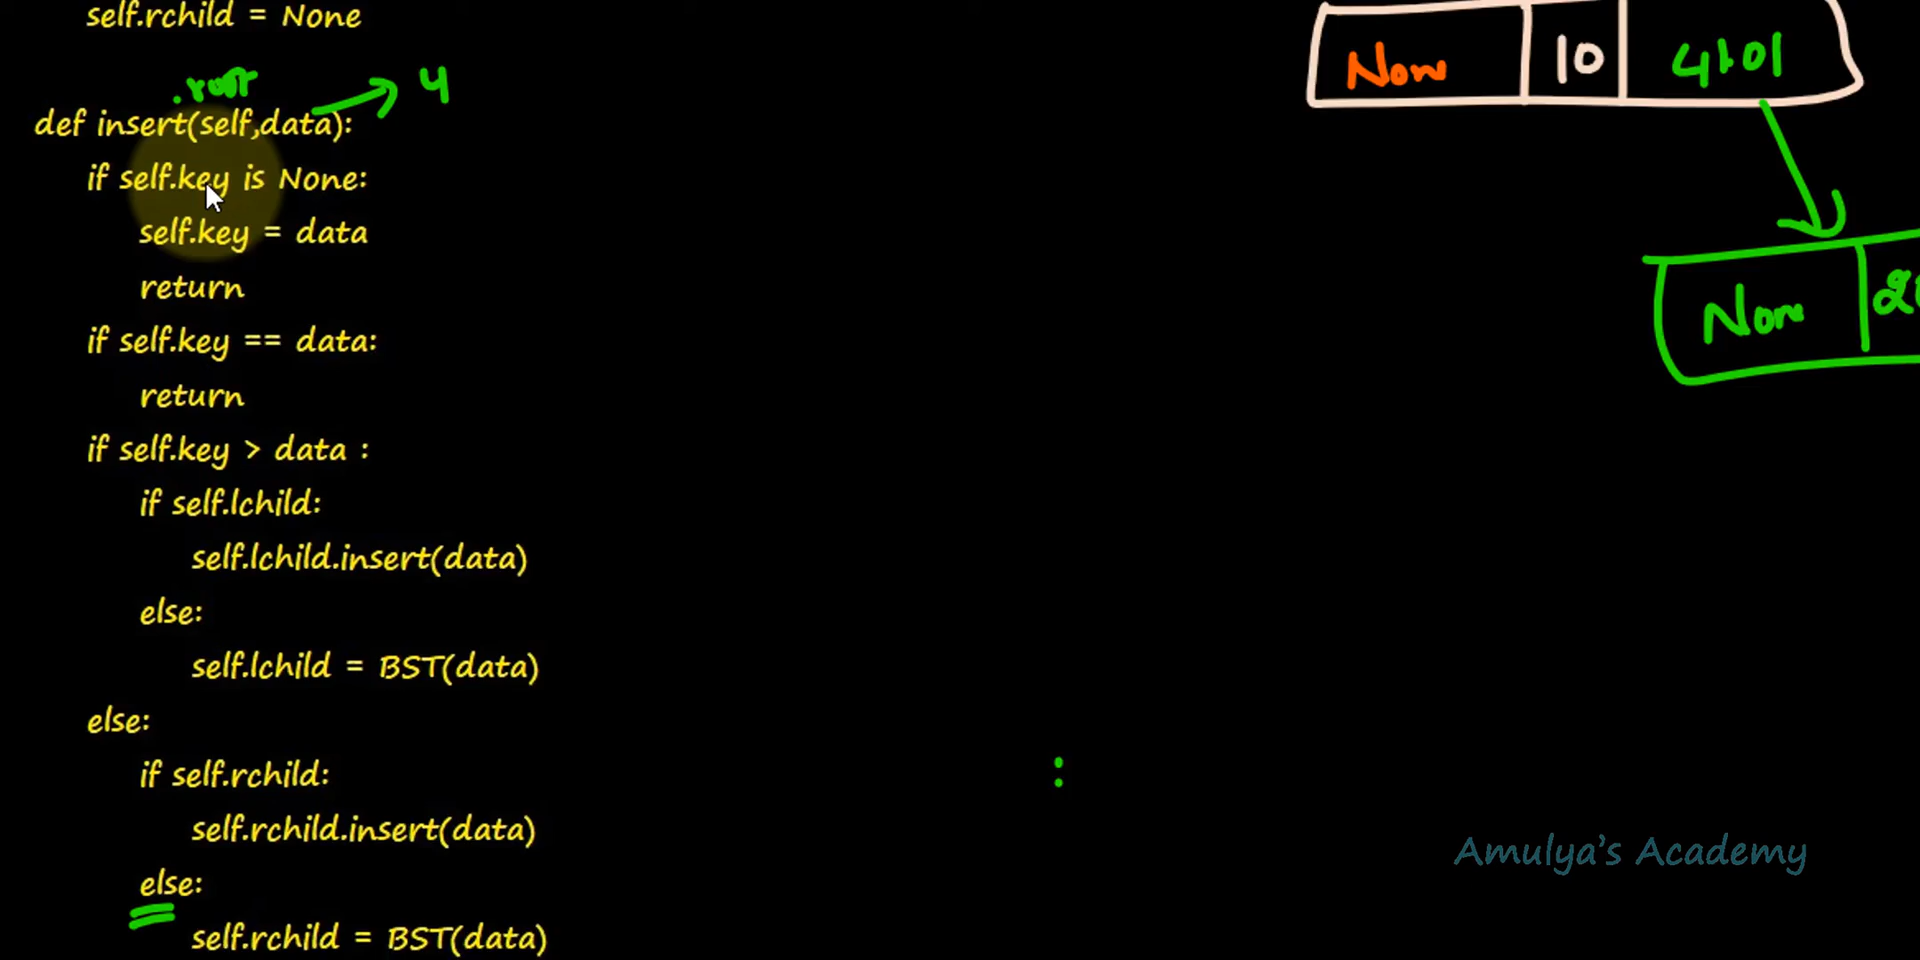 self.rchild = None
.root
4
def insert(self,data):
if self.key is None:
self.key = data
return
if self.key == data:
return
if self.key > data :
if self.lchild:
self.lchild.insert(data)
else:
self.lchild = BST(data)
else:
if self.rchild:
self.rchild.insert(data)
else:
self.rchild = BST(data)
None 10 4101
None
:
Amulya's Academy